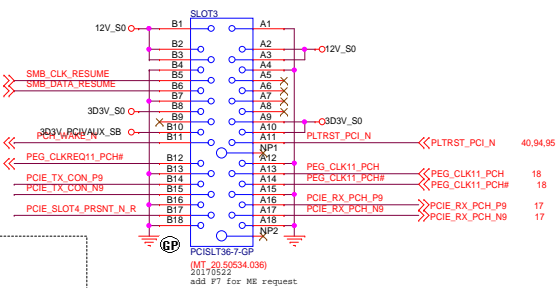 SLOT3
12V_S0 B1 A1
B2 A2 12V_S0
B3 A3
B4 A4
SMB_CLK_RESUME B5 A5
SMB_DATA_RESUME B6 A6
B7 A7
3D3V_S0 B8 A8
B9 A9 3D3V_S0
3D3V_PCIVAUX_SB B10 A10
PCH_WAKE_N B11 A11 PLTRST_PCI_N PLTRST_PCI_N 40,94,95
NP1
PEG_CLKREQ11_PCH# B12 A12
B13 A13 PEG_CLK11_PCH PEG_CLK11_PCH 18
PCIE_TX_CON_P9 B14 A14 PEG_CLK11_PCH# PEG_CLK11_PCH# 18
PCIE_TX_CON_N9 B15 A15
B16 A16 PCIE_RX_PCH_P9 PCIE_RX_PCH_P9 17
PCIE_SLOT4_PRSNT_N_R B17 A17 PCIE_RX_PCH_N9 PCIE_RX_PCH_N9 17
B18 A18
NP2
GP
PCISLT36-7-GP
(MT_20.50534.036)
20170522
add F7 for ME request